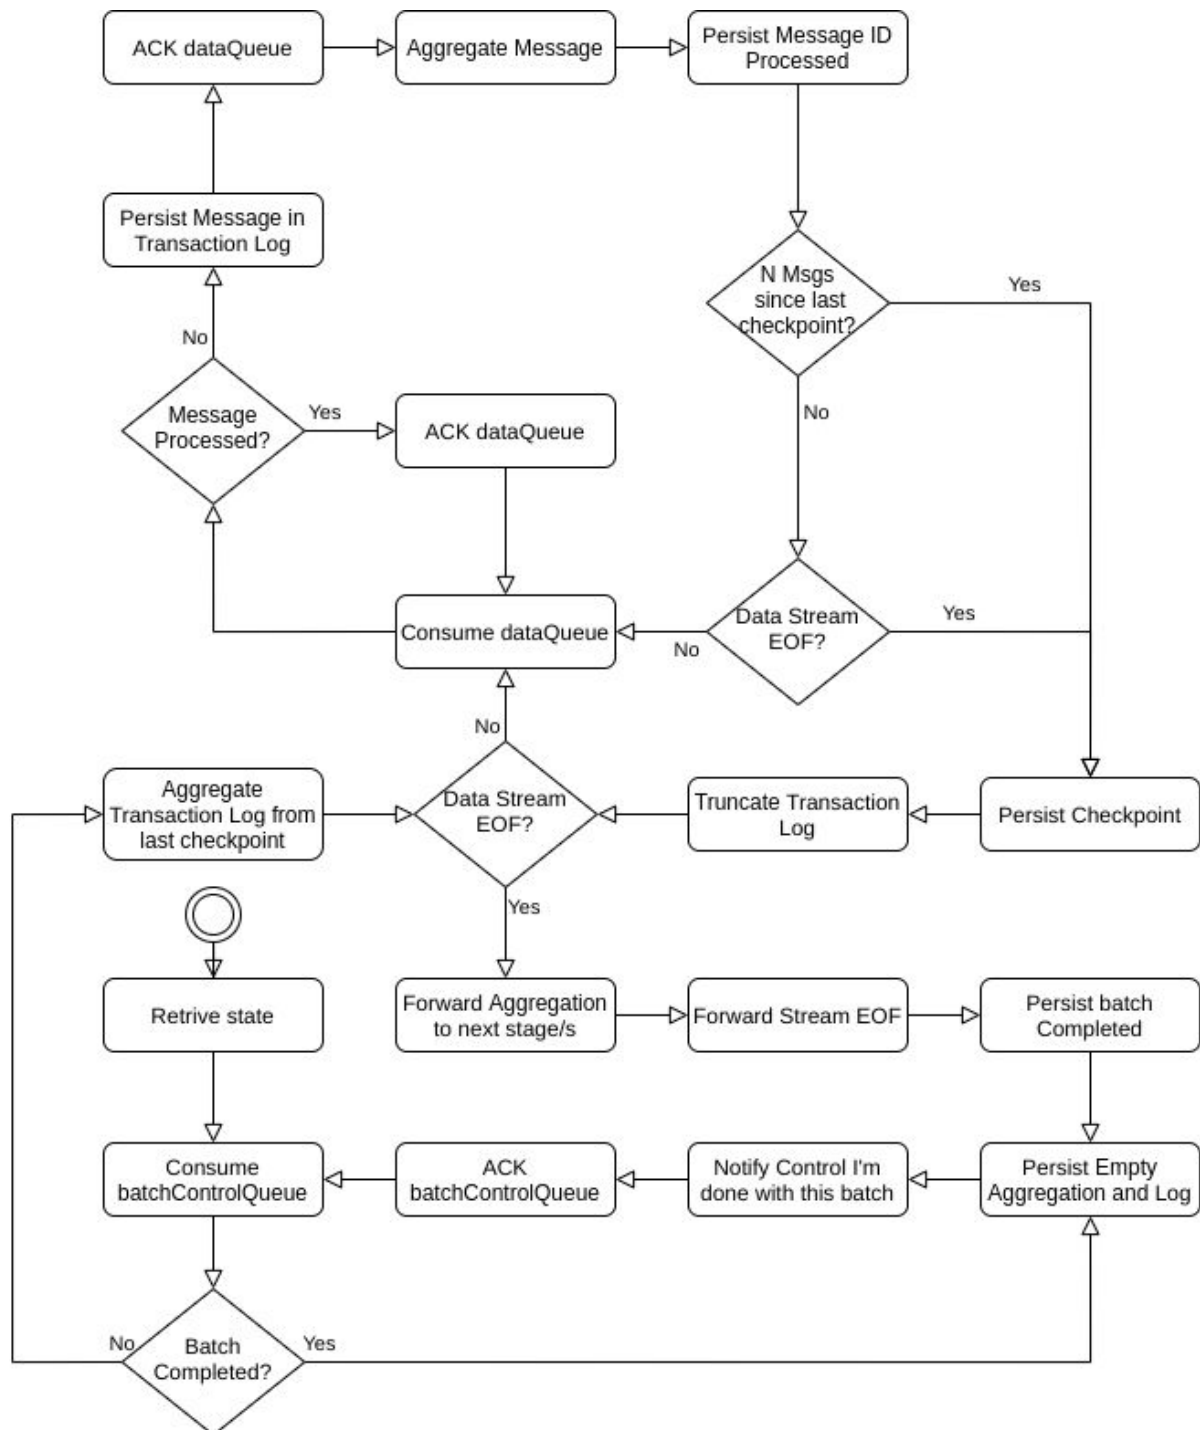 ACK dataQueue
Aggregate Message
Persist Message ID
Processed
Persist Message in
Transaction Log
N Msgs
since last
checkpoint?
Yes
No
No
Message
Processed?
Yes
ACK dataQueue
Consume dataQueue
No
Data Stream
EOF?
Yes
No
Aggregate
Transaction Log from
last checkpoint
Data Stream
EOF?
Truncate Transaction
Log
Persist Checkpoint
Yes
Retrive state
Forward Aggregation
to next stage/s
Forward Stream EOF
Persist batch
Completed
Consume
batchControlQueue
ACK
batchControlQueue
Notify Control I'm
done with this batch
Persist Empty
Aggregation and Log
No
Batch
Completed?
Yes